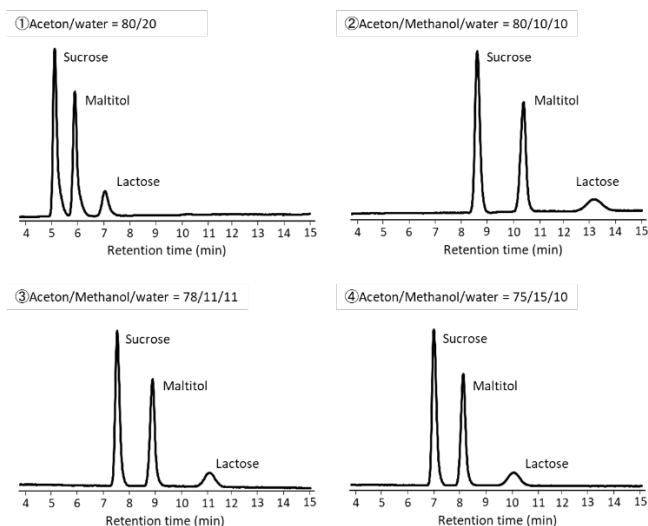 ①Aceton/water = 80/20
Sucrose
Maltitol
Lactose
4 5 6 7 8 9 10 11 12 13 14 15
Retention time (min)
②Aceton/Methanol/water = 80/10/10
Sucrose
Maltitol
Lactose
4 5 6 7 8 9 10 11 12 13 14 15
Retention time (min)
③Aceton/Methanol/water = 78/11/11
Sucrose
Maltitol
Lactose
4 5 6 7 8 9 10 11 12 13 14 15
Retention time (min)
④Aceton/Methanol/water = 75/15/10
Sucrose
Maltitol
Lactose
4 5 6 7 8 9 10 11 12 13 14 15
Retention time (min)